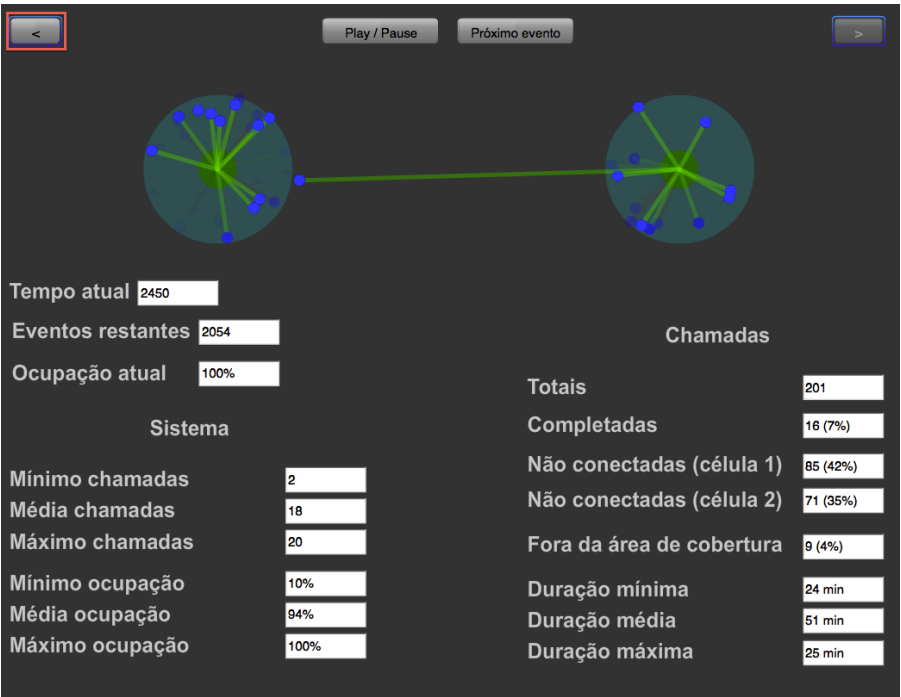 <
Play / Pause
Próximo evento
>
Tempo atual 2450
Eventos restantes 2054
Ocupação atual 100%
Sistema
Mínimo chamadas 2
Média chamadas 18
Máximo chamadas 20
Mínimo ocupação 10%
Média ocupação 94%
Máximo ocupação 100%
Chamadas
Totais 201
Completadas 16 (7%)
Não conectadas (célula 1) 85 (42%)
Não conectadas (célula 2) 71 (35%)
Fora da área de cobertura 9 (4%)
Duração mínima 24 min
Duração média 51 min
Duração máxima 25 min